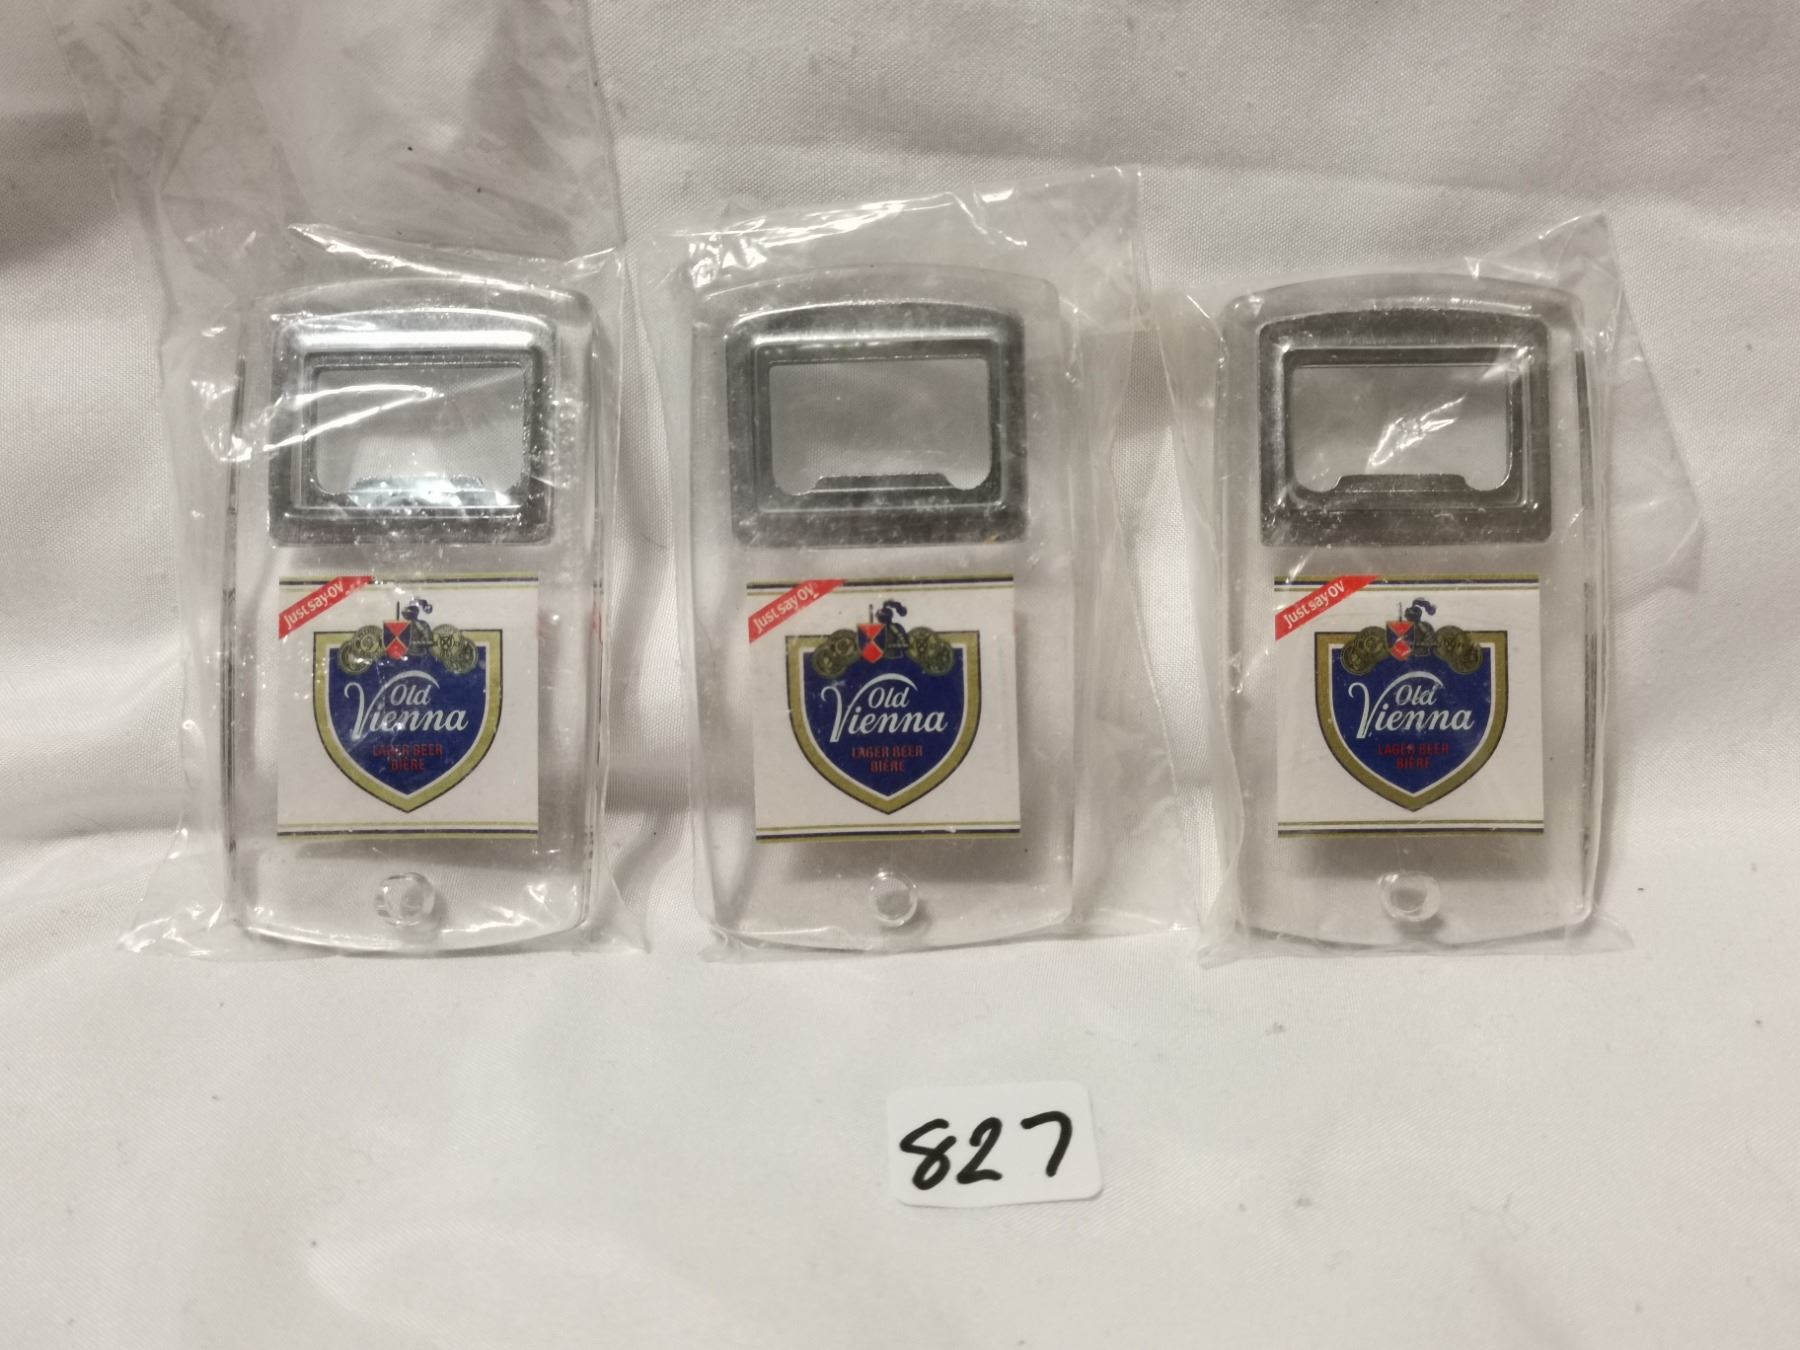 Just say OV
Old
Vienna
LAGER BEER
BIÈRE
Just say OV
Old
Vienna
LAGER BEER
BIÈRE
Just say OV
Old
Vienna
LAGER BEER
BIÈRE
827